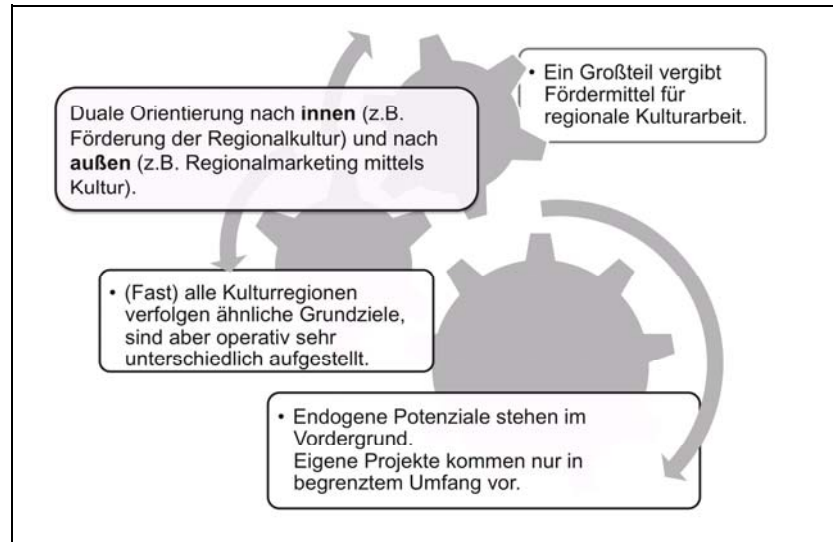 Duale Orientierung nach innen (z.B.
Förderung der Regionalkultur) und nach
außen (z.B. Regionalmarketing mittels
Kultur).
• Ein Großteil vergibt
Fördermittel für
regionale Kulturarbeit.
• (Fast) alle Kulturregionen
verfolgen ähnliche Grundziele,
sind aber operativ sehr
unterschiedlich aufgestellt.
• Endogene Potenziale stehen im
Vordergrund.
Eigene Projekte kommen nur in
begrenztem Umfang vor.